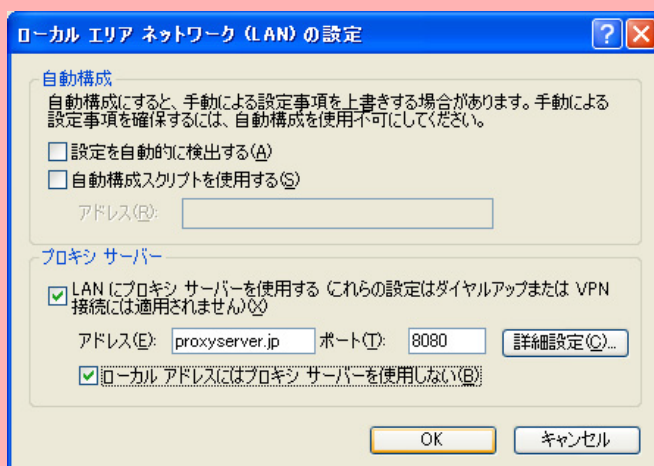 ローカル エリア ネットワーク (LAN) の設定
自動構成
自動構成にすると、手動による設定事項を上書きする場合があります。手動による
設定事項を確保するには、自動構成を使用不可にしてください。
設定を自動的に検出する(A)
自動構成スクリプトを使用する(S)
アドレス(R):
プロキシ サーバー
LAN にプロキシ サーバーを使用する (これらの設定はダイヤルアップまたは VPN
接続には適用されません)(X)
アドレス(E): proxyserver.jp ポート(T): 8080 詳細設定(C)...
ローカル アドレスにはプロキシ サーバーを使用しない(B)
OK キャンセル